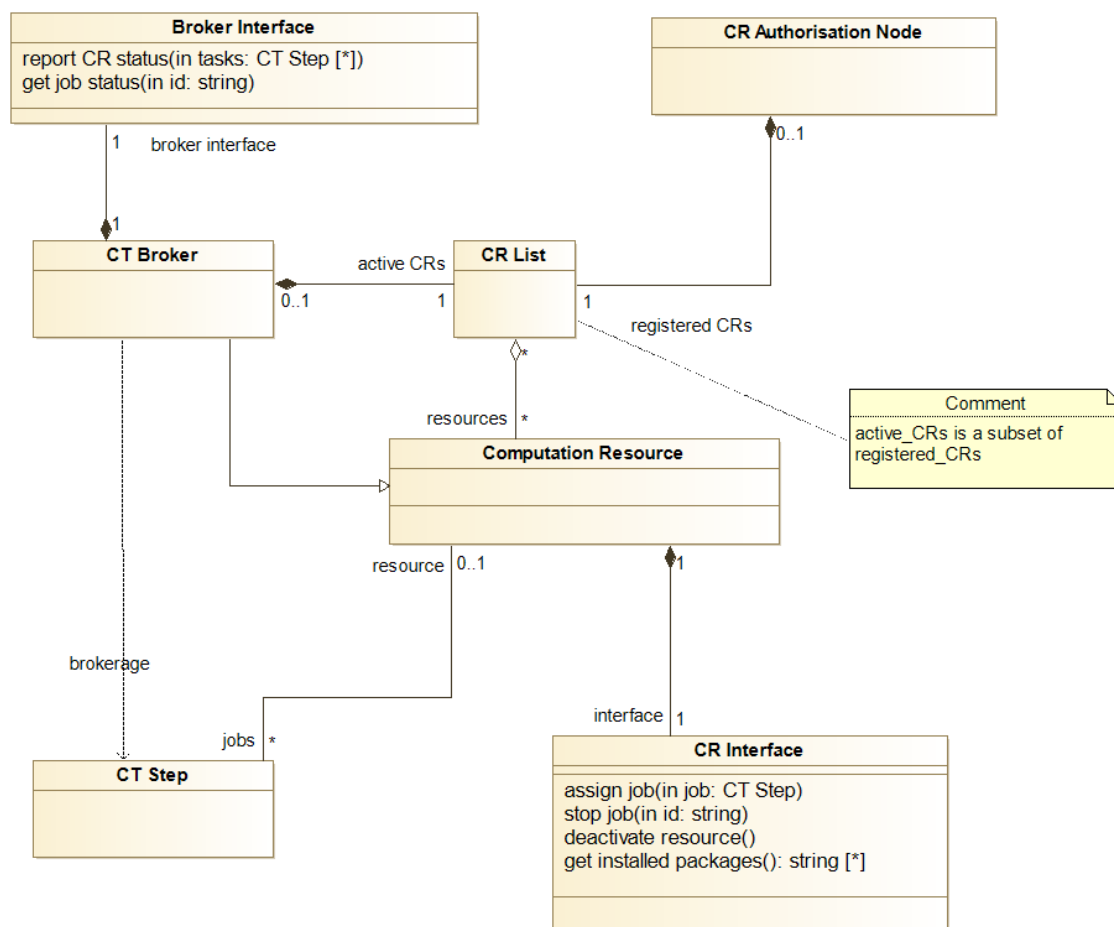 Broker Interface
report CR status(in tasks: CT Step [*])
get job status(in id: string)
CR Authorisation Node
1
broker interface
0..1
1
CT Broker
active CRs
CR List
0..1
1
1
registered CRs
*
resources
*
Comment
active_CRs is a subset of
registered_CRs
Computation Resource
resource
0..1
1
brokerage
interface
1
jobs
*
CR Interface
assign job(in job: CT Step)
stop job(in id: string)
deactivate resource()
get installed packages(): string [*]
CT Step